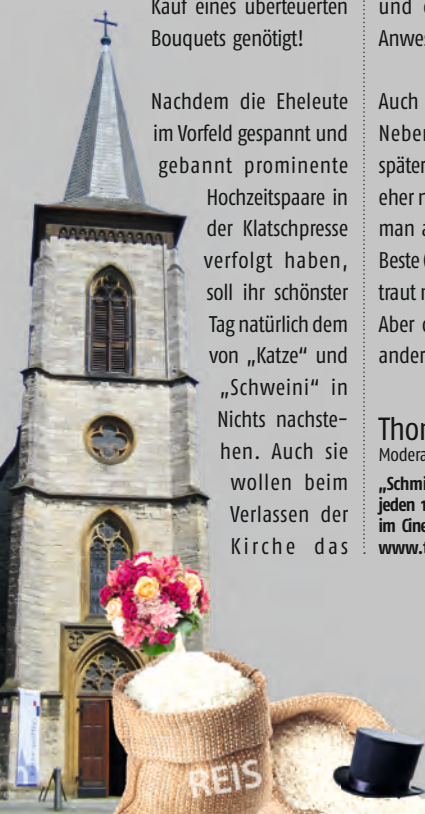 Kauf eines überteuerten
Bouquets genötigt!
Nachdem die Eheleute
im Vorfeld gespannt und
gebannt prominente
Hochzeitspaare in
der Klatschpresse
verfolgt haben,
soll ihr schönster
Tag natürlich dem
von „Katze“ und
„Schweini“ in
Nichts nachste-
hen. Auch sie
wollen beim
Verlassen der
Kirche das
und
Anwes
Auch
Neben
später
eher
man a
Beste
traut
Aber
ander
Thom
Modera
„Schmi
jeden 1
im Cine
www.t
REIS